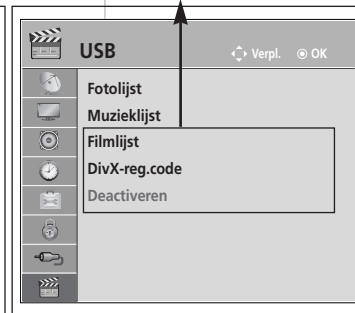 USB Verpl. OK
Fotolijst
Muzieklijst
Filmlijst
DivX-reg.code
Deactiveren